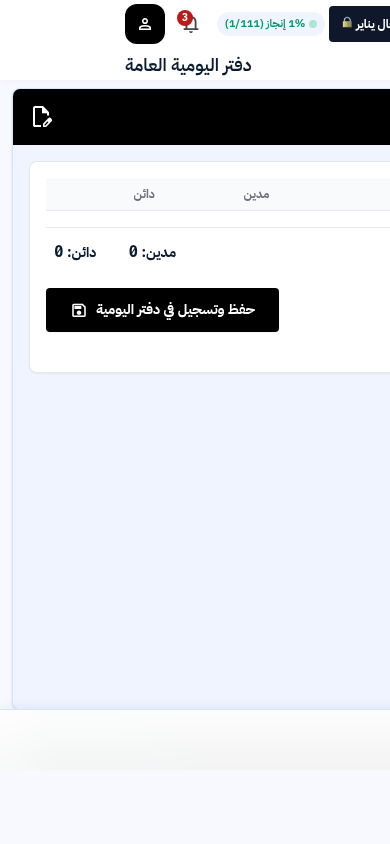 ال يناير
1% إنجاز (1/111)
3
دفتر اليومية العامة
مدين
دائن
مدين: 0
دائن: 0
حفظ وتسجيل في دفتر اليومية